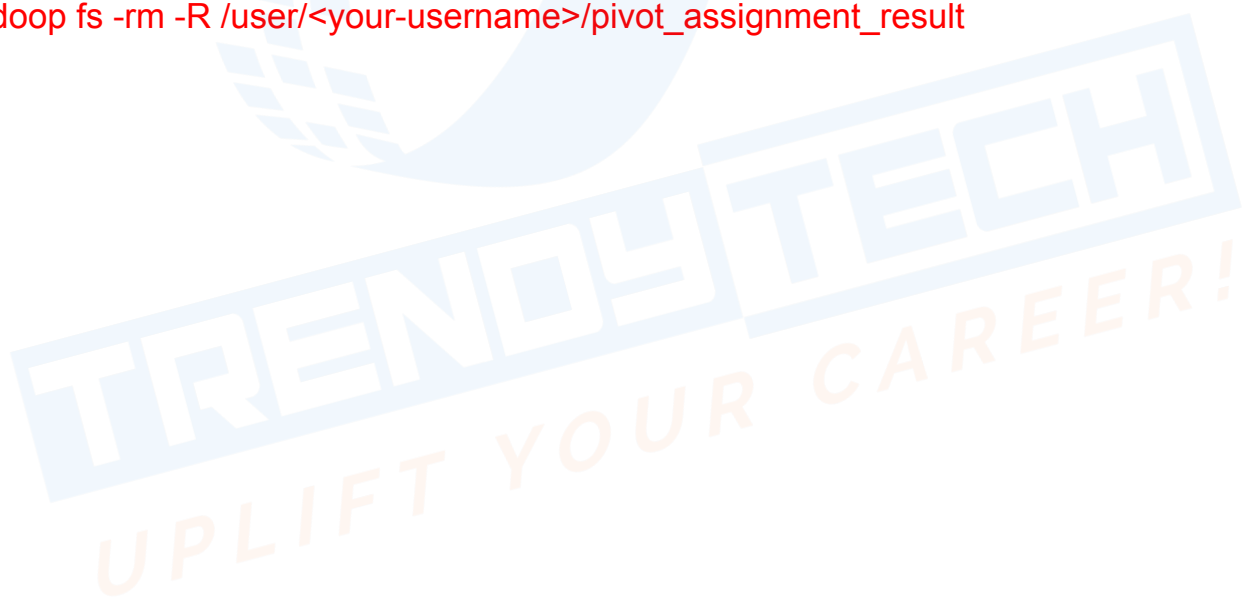 doop fs -rm -R /user/<your-username>/pivot_assignment_result
TRENDYTECH
UPLIFT YOUR CAREER!